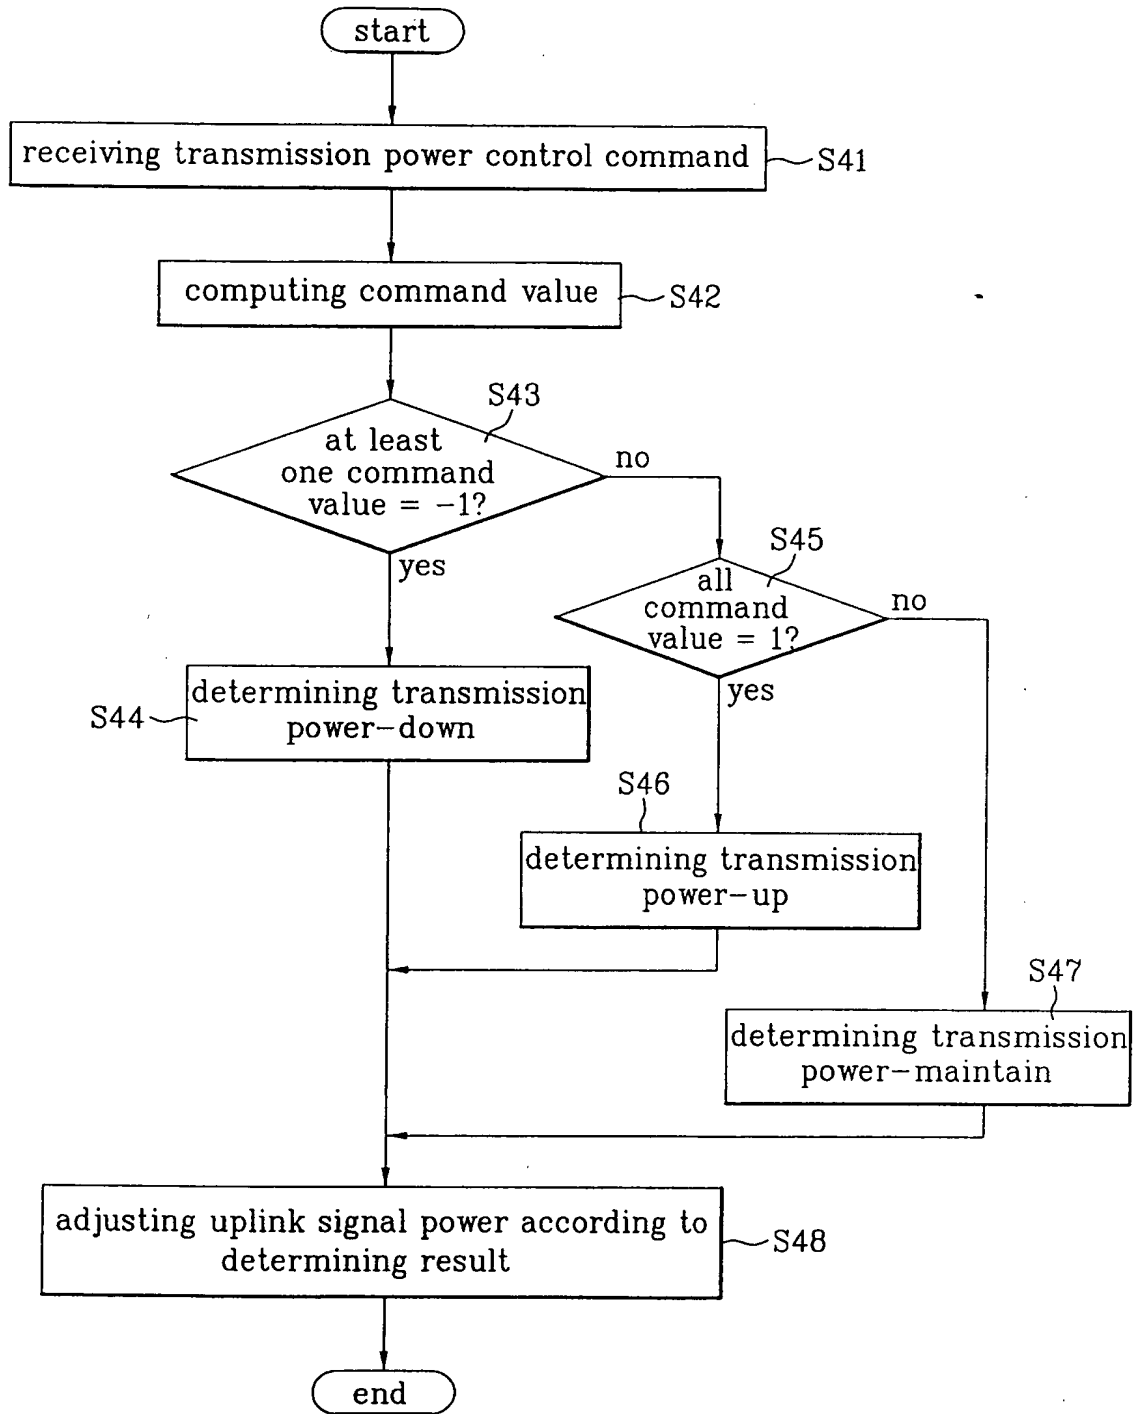 start
receiving transmission power control command
S41
computing command value
S42
S43
at least
one command
value = -1?
no
yes
S45
all
command
value = 1?
no
yes
determining transmission
power-down
S44
S46
determining transmission
power-up
S47
determining transmission
power-maintain
adjusting uplink signal power according to
determining result
S48
end